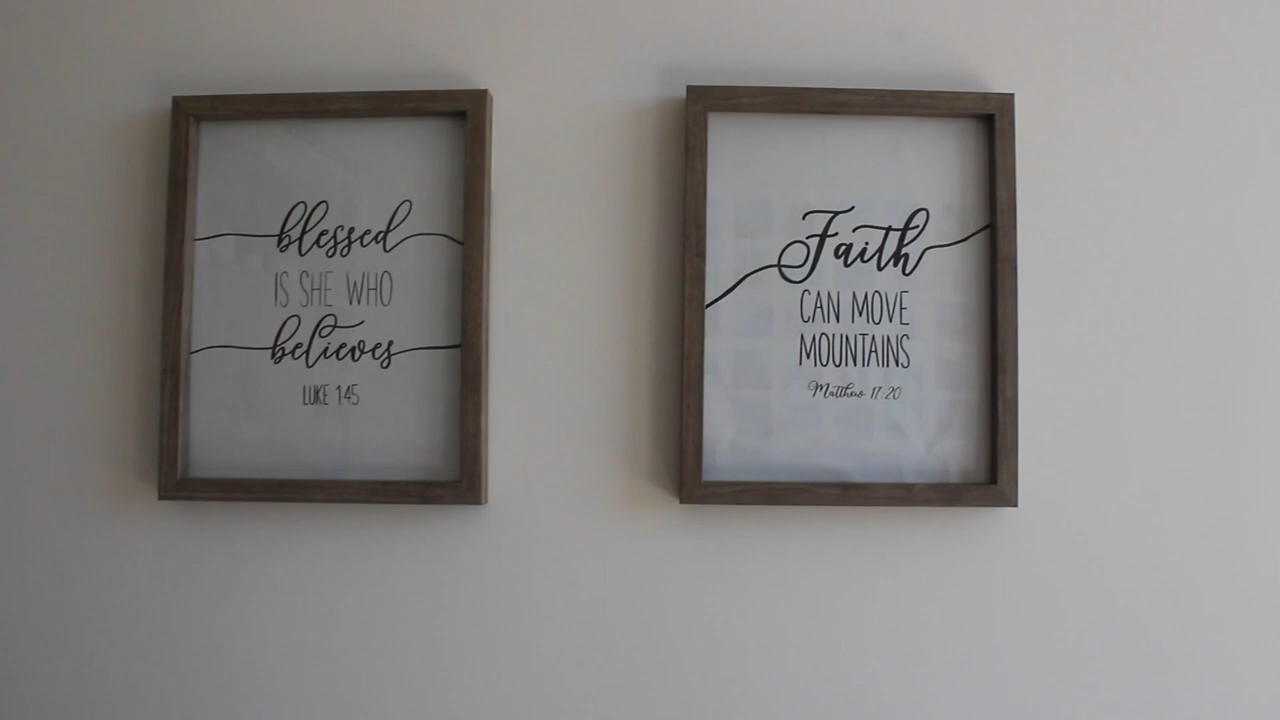 blessed
IS SHE WHO
believes
LUKE 1:45
Faith
CAN MOVE
MOUNTAINS
Matthew 17:20